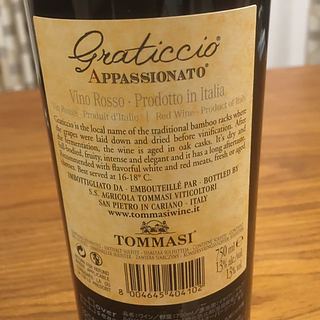 Graticcio®
APPASSIONATO®
Vino Rosso - Prodotto in Italia
Vin Rouge - Produit d'Italie | Red Wine - Product of Italy
Graticcio is the local name of the traditional bamboo racks where
the grapes were laid down and dried before vinification. After
the fermentation, the wine is aged in oak casks. It's dry and
full bodied, fruity, intense and elegant and it has a long aftertaste.
Recommended with flavorful white and red meats, fresh or aged
cheeses. Best served at 16-18° C.
IMBOTTIGLIATO DA - EMBOUTEILLÉ PAR - BOTTLED BY
S.S. AGRICOLA TOMMASI VITICOLTORI
SAN PIETRO IN CARIANO - ITALY
www.tommasiwine.it
TOMMASI®
750 ml
13% vol
8 004645 404102